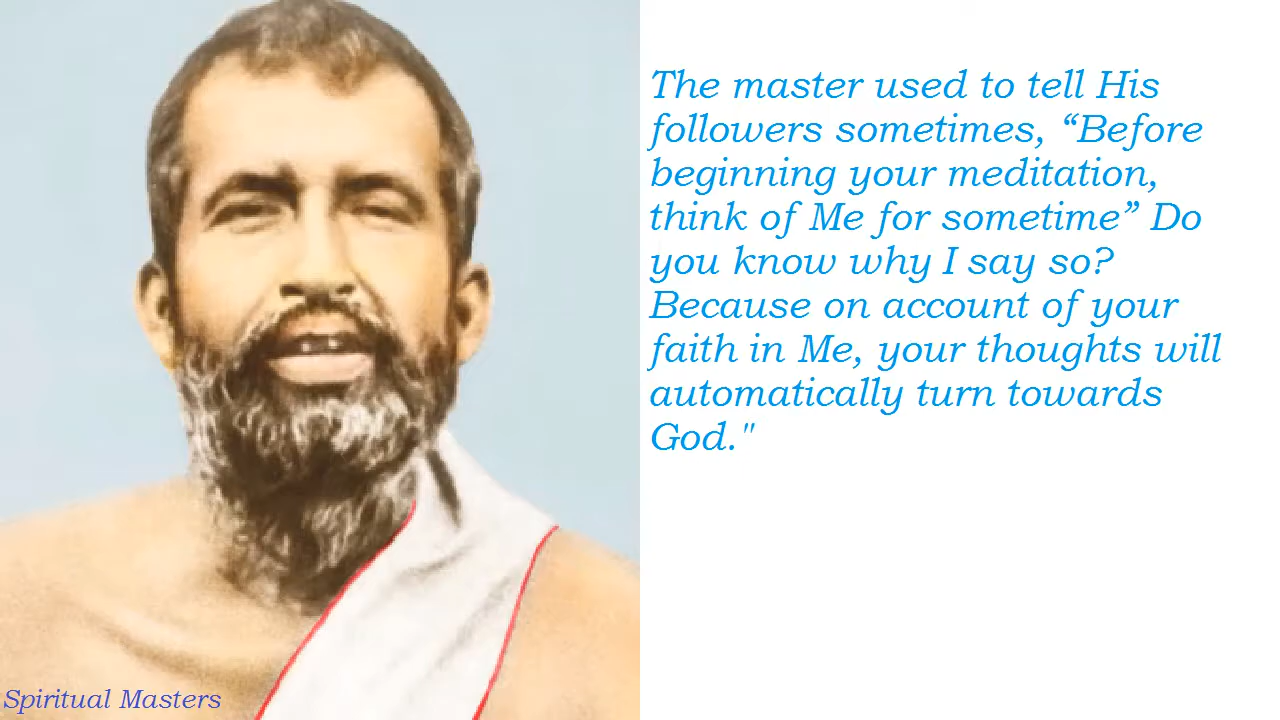 The master used to tell His
followers sometimes, “Before
beginning your meditation,
think of Me for sometime” Do
you know why I say so?
Because on account of your
faith in Me, your thoughts will
automatically turn towards
God."
Spiritual Masters